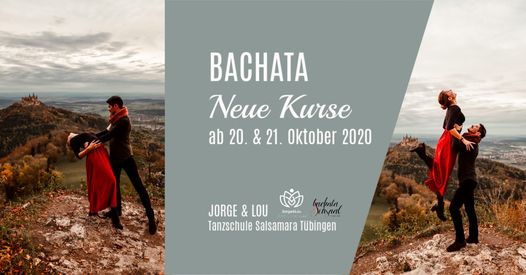 BACHATA
Neue Kurse
ab 20. & 21. Oktober 2020
JORGE & LOU
Tanzschule Salsamara Tübingen